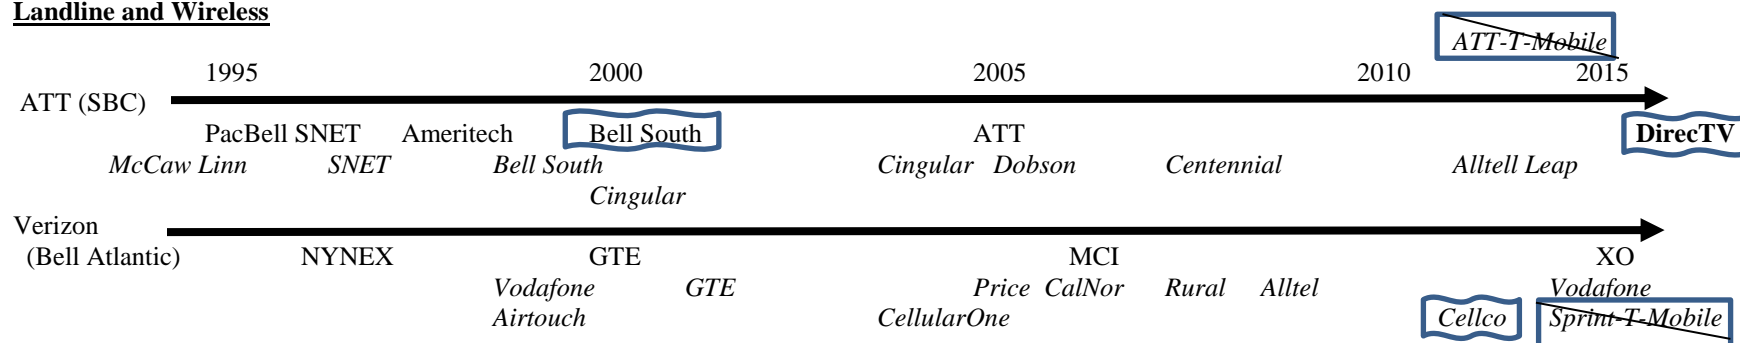 Landline and Wireless
ATT-T-Mobile
1995 2000 2005 2010 2015
ATT (SBC)
PacBell SNET Ameritech Bell South ATT DirecTV
McCaw Linn SNET Bell South Cingular Dobson Centennial Alltell Leap
Cingular
Verizon
(Bell Atlantic) NYNEX GTE MCI XO
Vodafone GTE Price CalNor Rural Alltel Vodafone
Airtouch CellularOne Cellco Sprint-T-Mobile